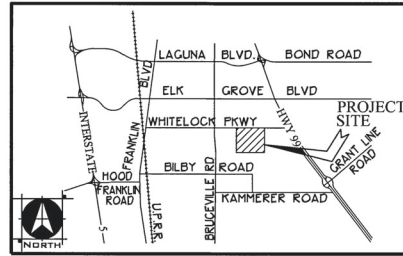 LAGUNA BLVD.
BOND ROAD
BLVD
ELK GROVE BLVD
INTERSTATE
5
FRANKLIN
WHITELOCK PKWY
HWY 99
PROJECT
SITE
GRANT LINE
ROAD
HOOD
FRANKLIN
ROAD
BILBY ROAD
BRUCEVILLE RD
KAMMERER ROAD
U.P.R.R.
NORTH